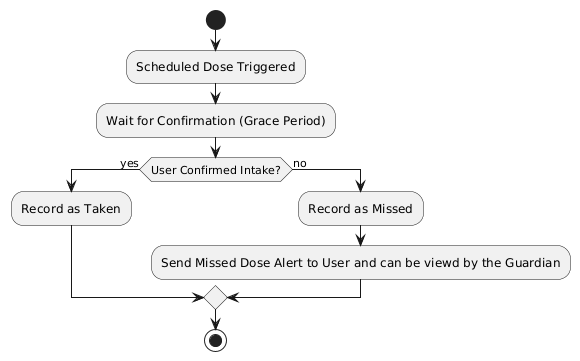 Scheduled Dose Triggered
Wait for Confirmation (Grace Period)
yes
User Confirmed Intake?
no
Record as Taken
Record as Missed
Send Missed Dose Alert to User and can be viewd by the Guardian